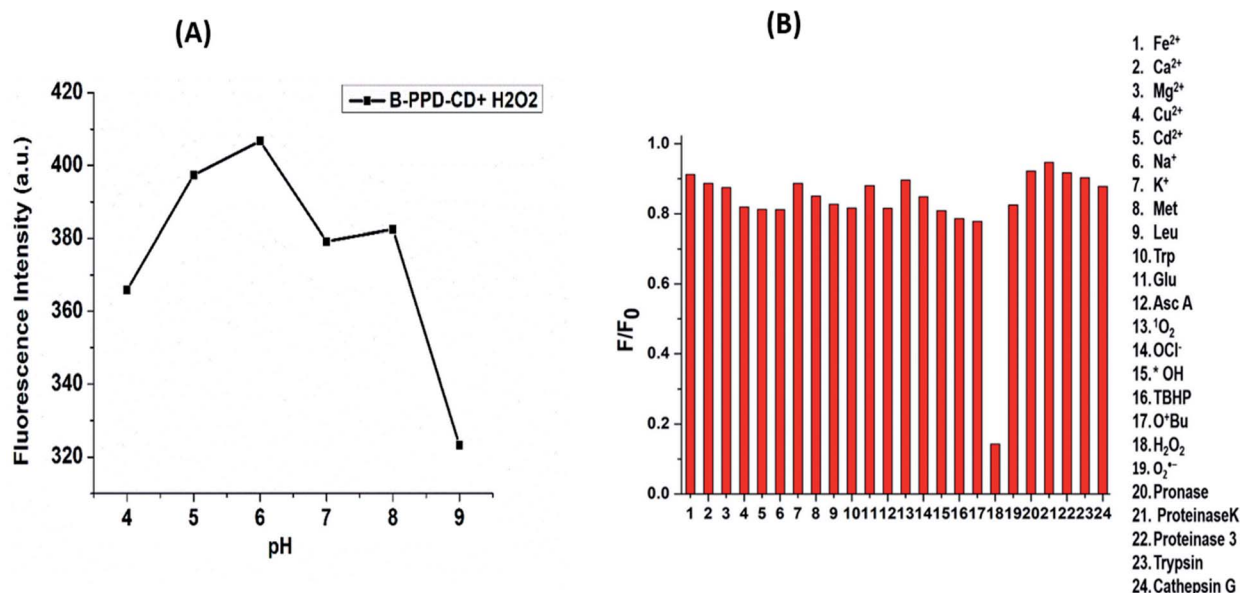 (A)
B-PPD-CD+ H2O2
420
400
380
360
340
320
Fluorescence Intensity (a.u.)
4 5 6 7 8 9
pH
(B)
1.0
0.8
0.6
0.4
0.2
0.0
F/F₀
1 2 3 4 5 6 7 8 9 10 11 12 13 14 15 16 17 18 19 20 21 22 23 24
1. Fe²⁺
2. Ca²⁺
3. Mg²⁺
4. Cu²⁺
5. Cd²⁺
6. Na⁺
7. K⁺
8. Met
9. Leu
10. Trp
11. Glu
12. Asc A
13. ¹O₂
14. OCl⁻
15. * OH
16. TBHP
17. O⁺Bu
18. H₂O₂
19. O₂•⁻
20. Pronase
21. ProteinaseK
22. Proteinase 3
23. Trypsin
24. Cathepsin G